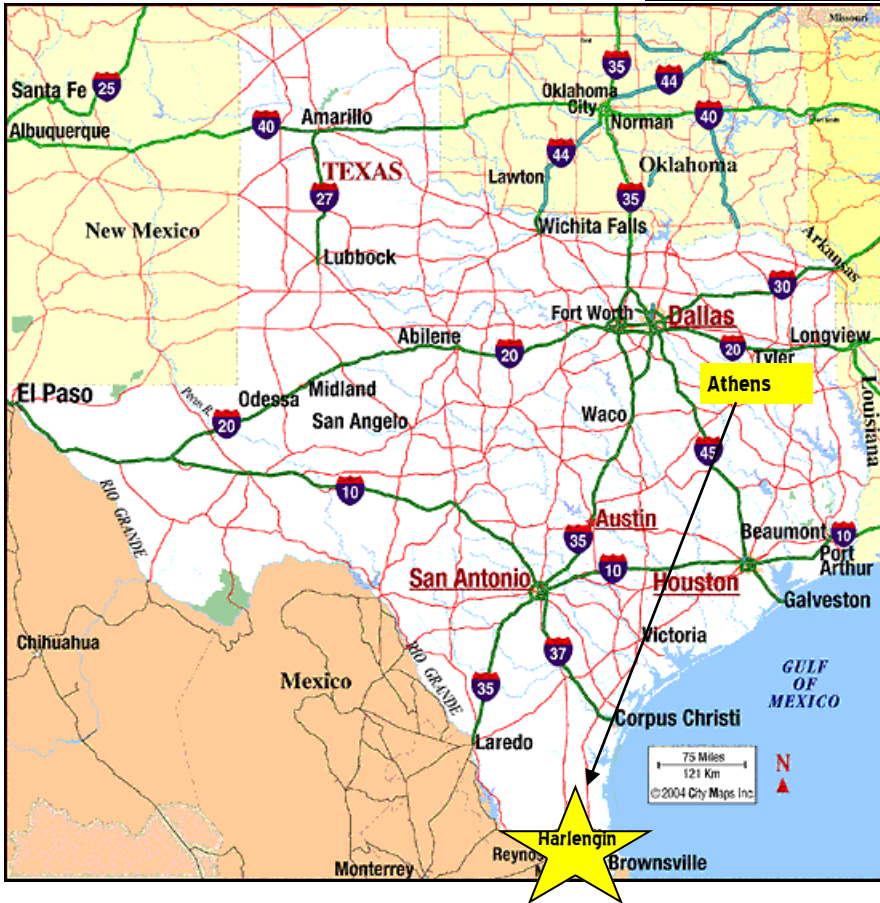 Missouri
Santa Fe
25
35
44
Oklahoma
City
Albuquerque
40
Amarillo
Norman
40
TEXAS
44
Oklahoma
Lawton
27
35
New Mexico
Wichita Falls
Lubbock
Arkansas
30
Fort Worth
Dallas
Abilene
20
20
Longview
Tyler
El Paso
Odessa
Midland
Pecos R.
Athens
San Angelo
Waco
Louisiana
20
45
10
RIO GRANDE
Austin
35
Beaumont
10
Port
Arthur
San Antonio
10
Houston
Galveston
Chihuahua
Victoria
RIO GRANDE
37
Mexico
35
GULF
OF
MEXICO
Corpus Christi
Laredo
75 Miles
121 Km
©2004 City Maps Inc.
N
Harlengin
Reynos
Brownsville
Monterrey
M